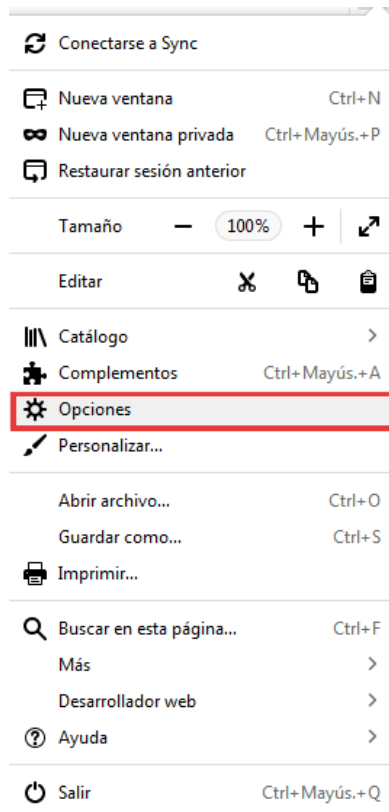 Conectarse a Sync
Nueva ventana Ctrl+N
Nueva ventana privada Ctrl+Mayús.+P
Restaurar sesión anterior
Tamaño 100%
Editar
Catálogo
Complementos Ctrl+Mayús.+A
Opciones
Personalizar...
Abrir archivo... Ctrl+O
Guardar como... Ctrl+S
Imprimir...
Buscar en esta página... Ctrl+F
Más
Desarrollador web
Ayuda
Salir Ctrl+Mayús.+Q